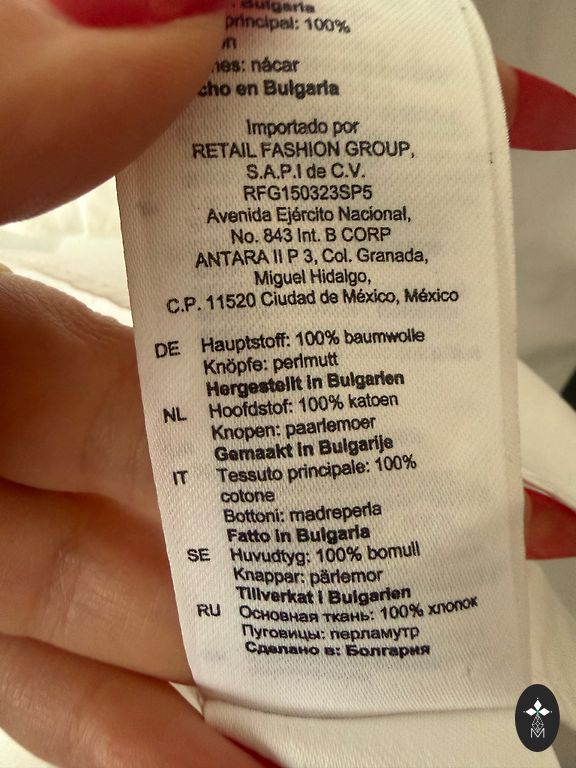 Bulgaria
principal: 100%
nes: nácar
cho en Bulgaria
Importado por
RETAIL FASHION GROUP,
S.A.P.I de C.V.
RFG150323SP5
Avenida Ejército Nacional,
No. 843 Int. B CORP
ANTARA II P 3, Col. Granada,
Miguel Hidalgo,
C.P. 11520 Ciudad de México, México
DE Hauptstoff: 100% baumwolle
Knöpfe: perlmutt
Hergestellt in Bulgarien
NL Hoofdstof: 100% katoen
Knopen: paarlemoer
Gemaakt in Bulgarije
IT Tessuto principale: 100%
cotone
Bottoni: madreperla
Fatto in Bulgaria
SE Huvudtyg: 100% bomull
Knappar: pärlemor
Tillverkat i Bulgarien
RU Основная ткань: 100% хлопок
Пуговицы: перламутр
Сделано в: Болгария
M